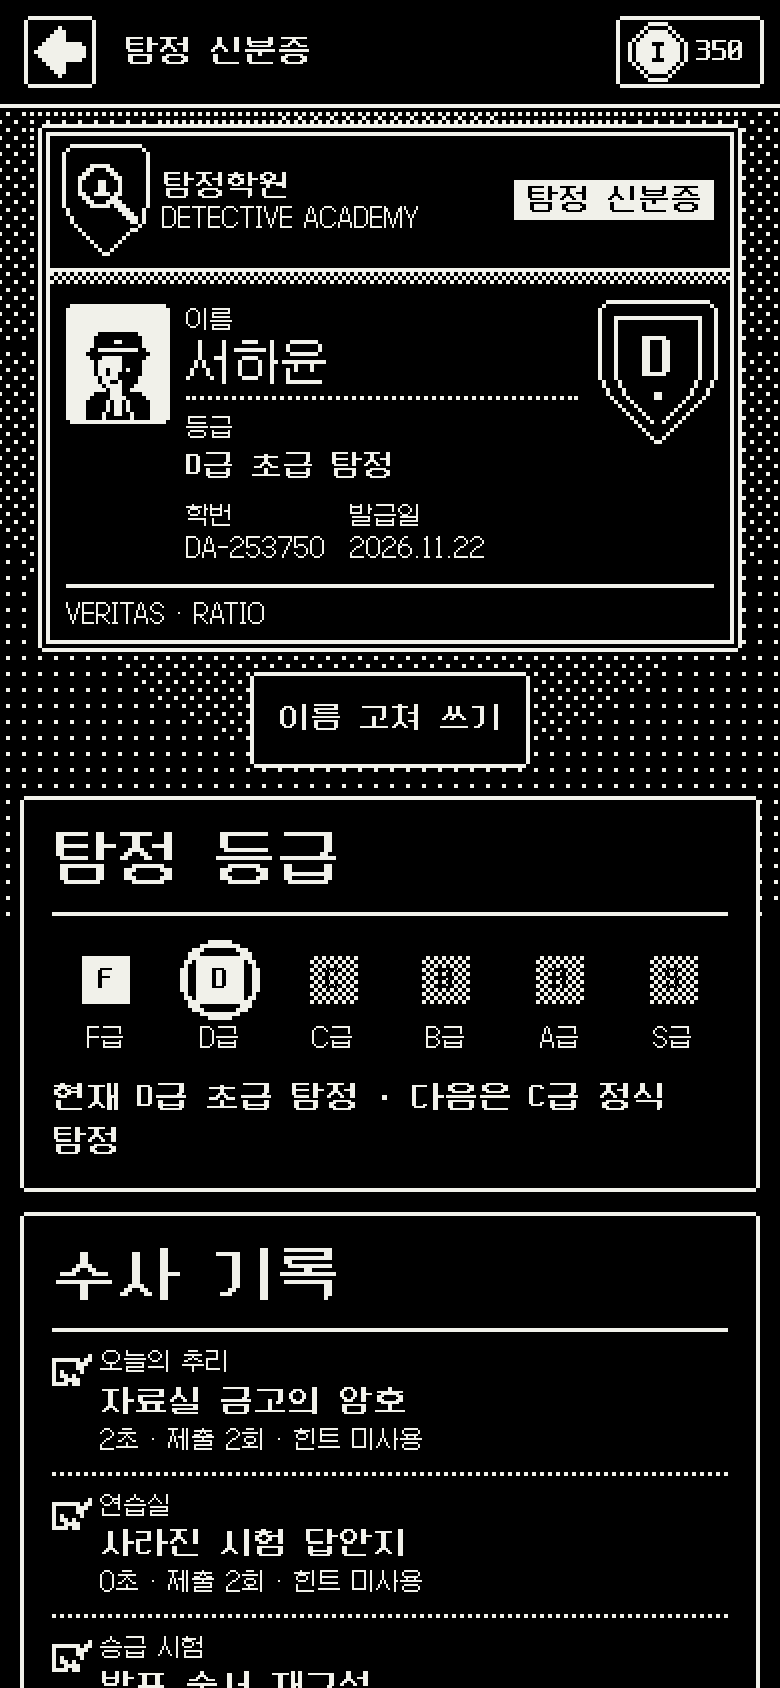 탐정 신분증
I 350
탐정학원
DETECTIVE ACADEMY
탐정 신분증
이름
서하윤
D
등급
D급 초급 탐정
학번 발급일
DA-253750 2026.11.22
VERITAS · RATIO
이름 고쳐 쓰기
탐정 등급
F D C B A S
F급 D급 C급 B급 A급 S급
현재 D급 초급 탐정 · 다음은 C급 정식
탐정
수사 기록
오늘의 추리
자료실 금고의 암호
2초 · 제출 2회 · 힌트 미사용
연습실
사라진 시험 답안지
0초 · 제출 2회 · 힌트 미사용
승급 시험